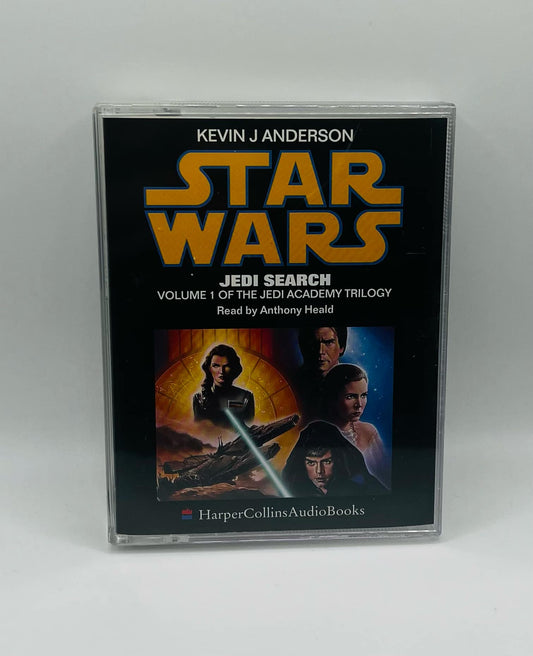 KEVIN J ANDERSON
STAR
WARS
JEDI SEARCH
VOLUME 1 OF THE JEDI ACADEMY TRILOGY
Read by Anthony Heald
HarperCollinsAudioBooks